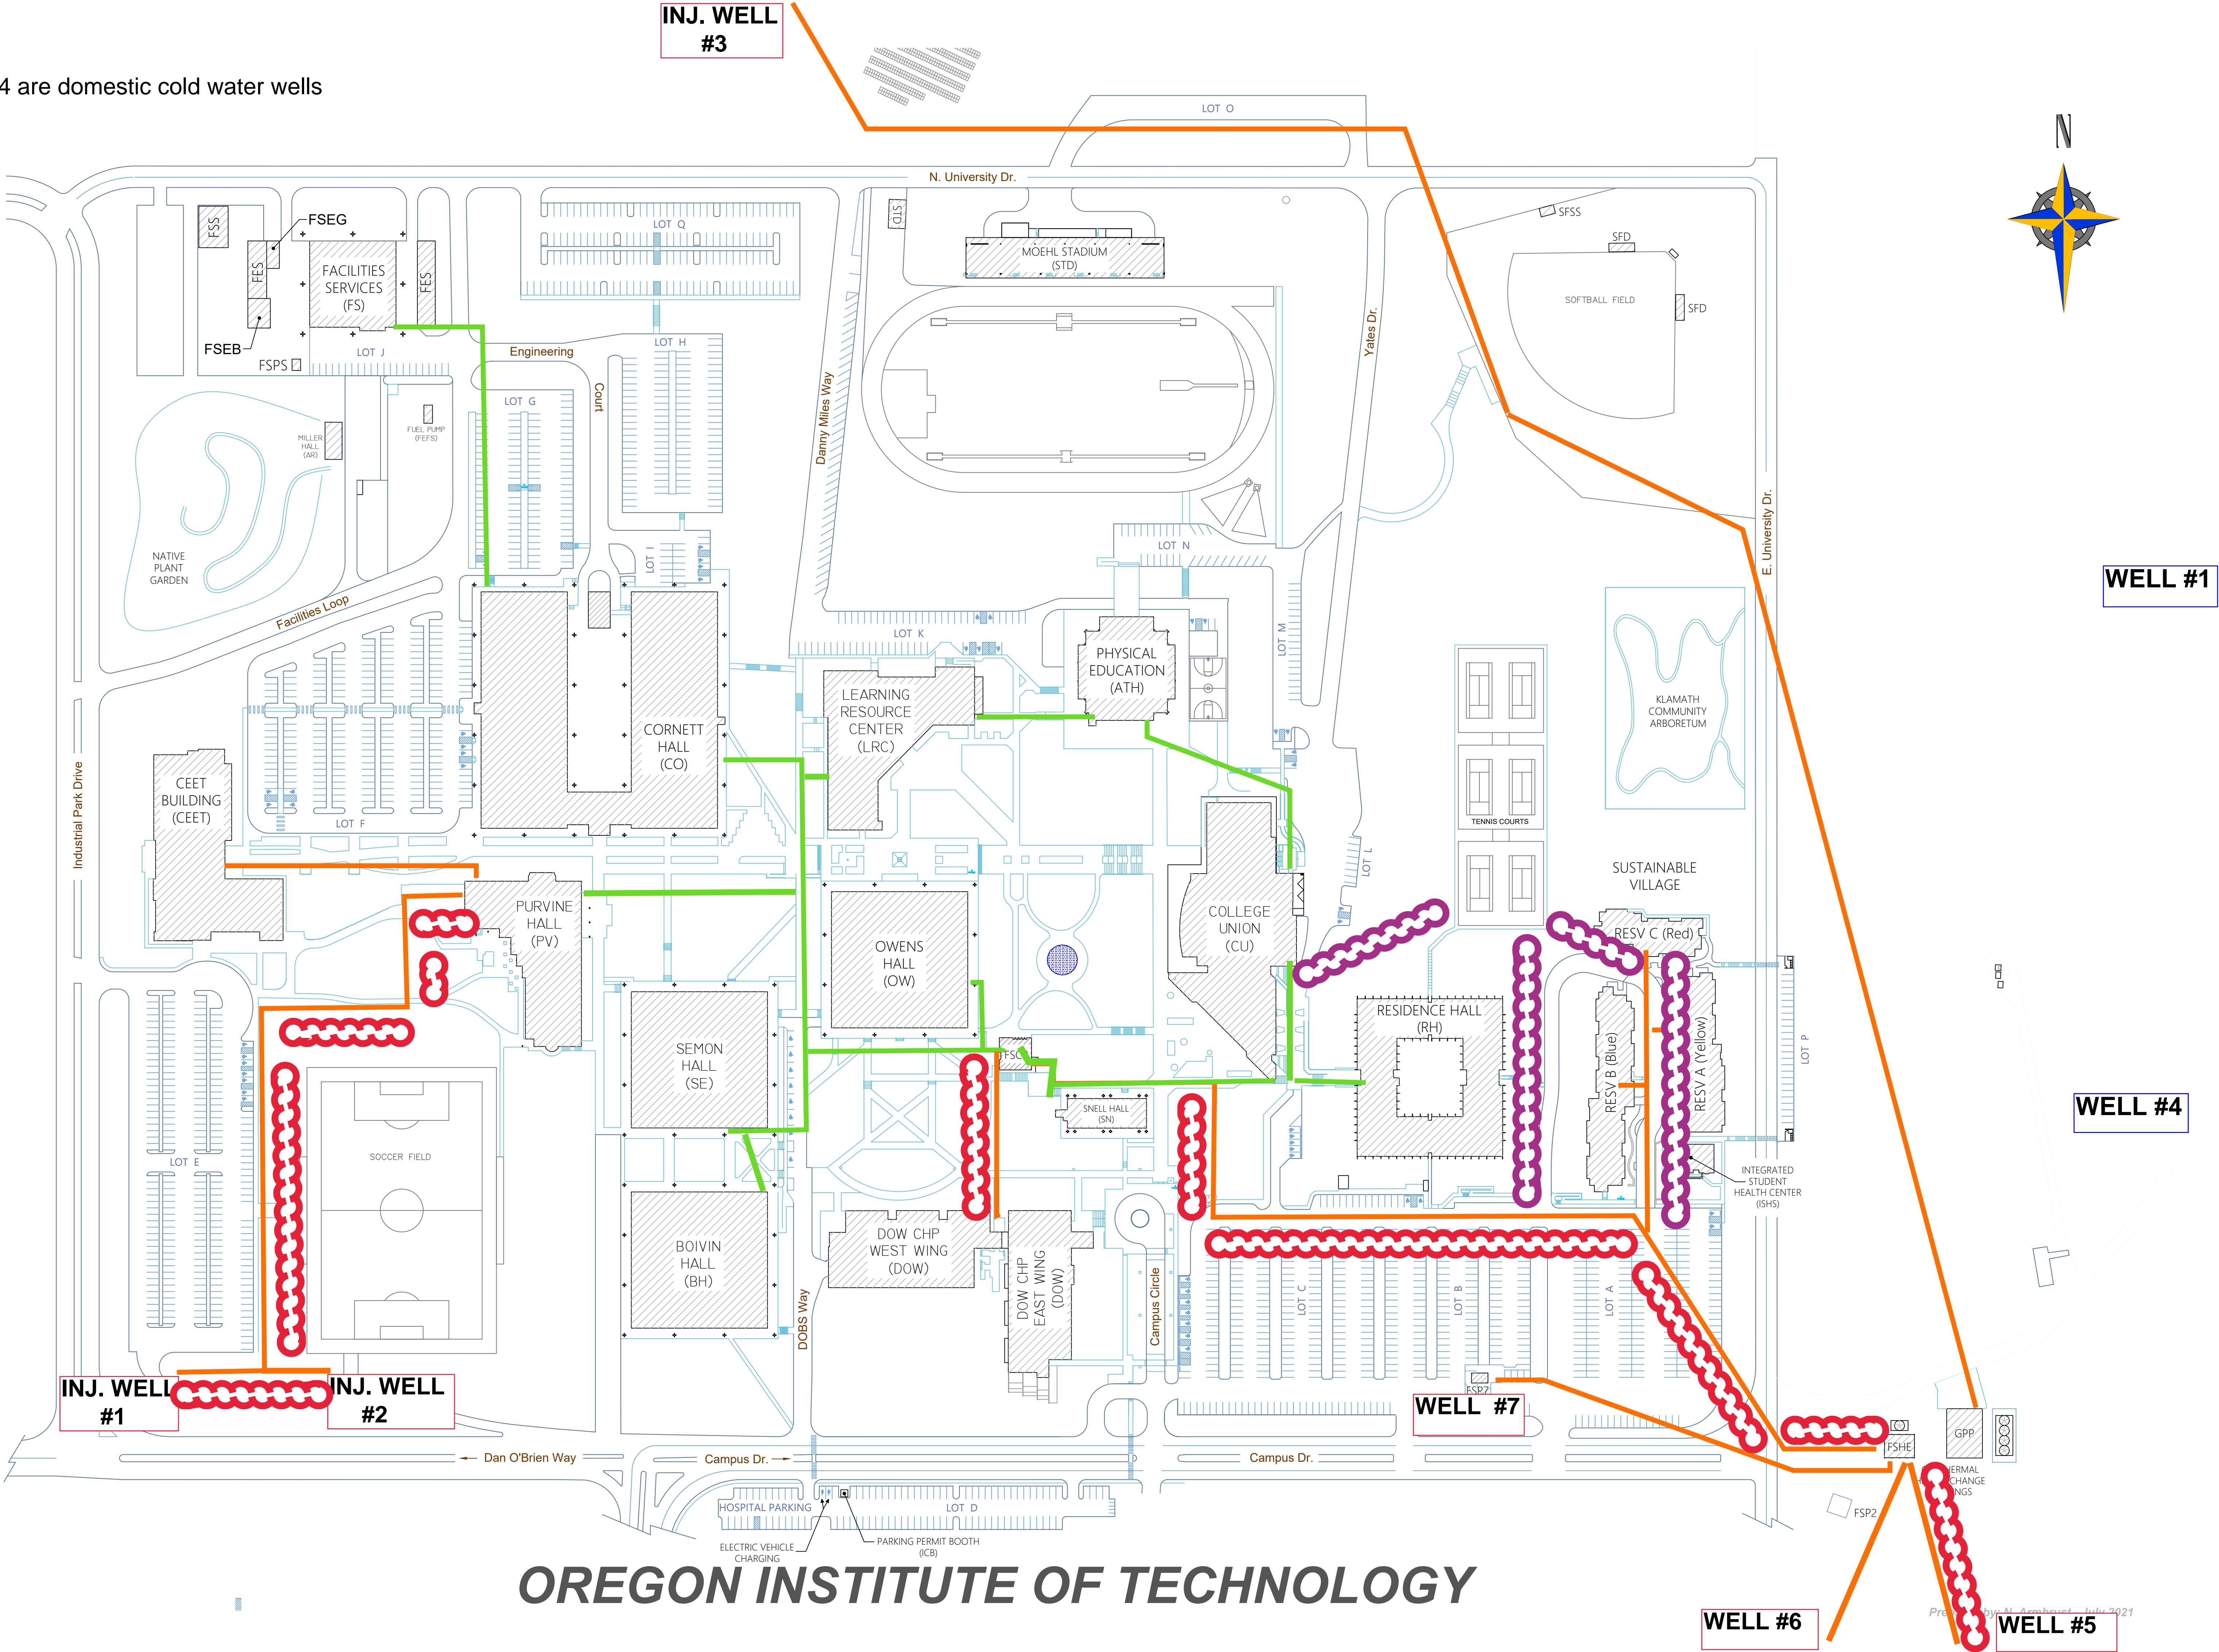 INJ. WELL
#3
4 are domestic cold water wells
LOT O
N
N. University Dr.
FSS
FSEG
FES
FACILITIES
SERVICES
(FS)
FES
FSEB
FSPS
LOT J
LOT Q
LOT H
Engineering
Court
LOT G
STD
MOEHL STADIUM
(STD)
SFSS
SFD
SOFTBALL FIELD
SFD
Yates Dr.
Danny Miles Way
MILLER
HALL
(AR)
FUEL PUMP
(FEFS)
NATIVE
PLANT
GARDEN
Facilities Loop
LOT I
LOT N
E. University Dr.
WELL #1
LOT K
LOT M
PHYSICAL
EDUCATION
(ATH)
LEARNING
RESOURCE
CENTER
(LRC)
CORNETT
HALL
(CO)
KLAMATH
COMMUNITY
ARBORETUM
Industrial Park Drive
CEET
BUILDING
(CEET)
LOT F
TENNIS COURTS
LOT L
SUSTAINABLE
VILLAGE
PURVINE
HALL
(PV)
OWENS
HALL
(OW)
COLLEGE
UNION
(CU)
RESV C (Red)
RESIDENCE HALL
(RH)
RESV B (Blue)
RESV A (Yellow)
LOT P
SEMON
HALL
(SE)
SNELL HALL
(SN)
WELL #4
LOT E
SOCCER FIELD
INTEGRATED
STUDENT
HEALTH CENTER
(ISHS)
BOIVIN
HALL
(BH)
DOW CHP
WEST WING
(DOW)
DOW CHP
EAST WING
(DOW)
DOBS Way
Campus Circle
LOT C
LOT B
LOT A
INJ. WELL
#1
INJ. WELL
#2
WELL #7
FSHE
GPP
Dan O'Brien Way
Campus Dr.
Campus Dr.
HOSPITAL PARKING
LOT D
FSP2
ELECTRIC VEHICLE
CHARGING
PARKING PERMIT BOOTH
(ICB)
OREGON INSTITUTE OF TECHNOLOGY
WELL #6
WELL #5
July 2021